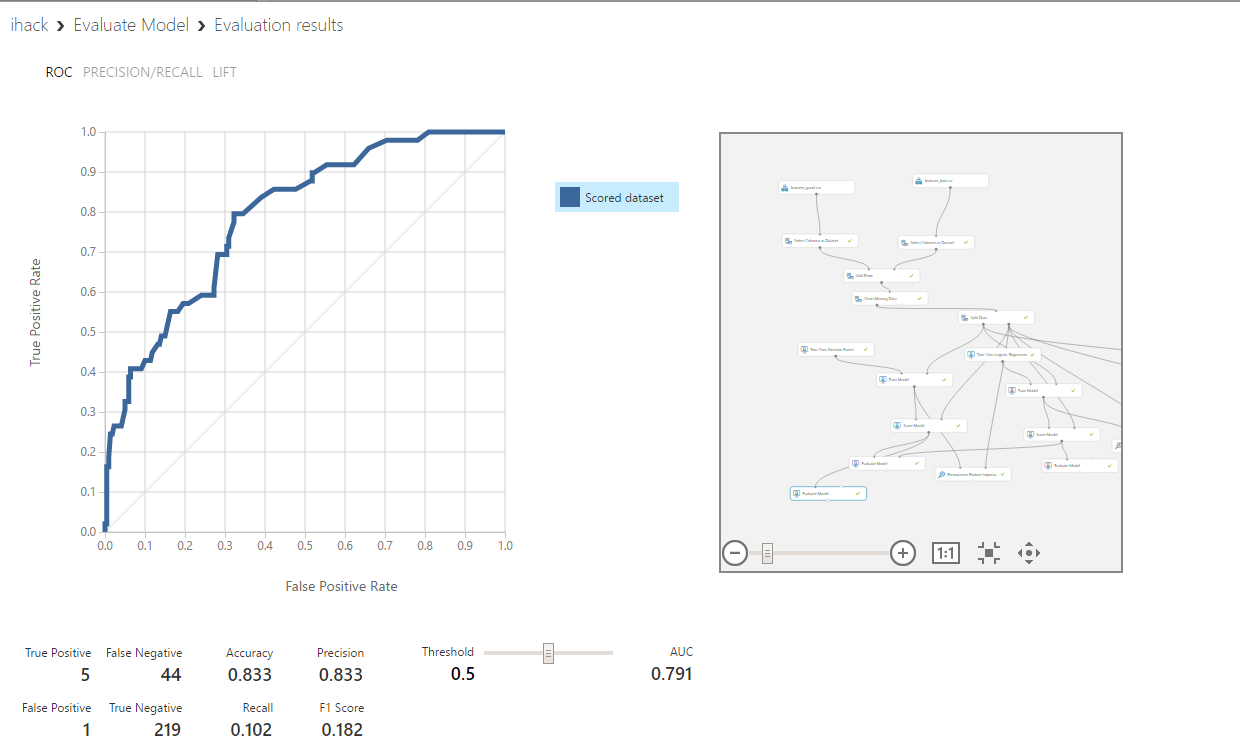 ihack > Evaluate Model > Evaluation results
ROC PRECISION/RECALL LIFT
1.0
0.9
0.8
0.7
0.6
0.5
0.4
0.3
0.2
0.1
0.0
0.0 0.1 0.2 0.3 0.4 0.5 0.6 0.7 0.8 0.9 1.0
True Positive Rate
False Positive Rate
Scored dataset
Select Columns in Dataset
Select Columns in Dataset
Add Rows
Clean Missing Data
Split Data
Two-Class Decision Forest
Two-Class Logistic Regression
Train Model
Train Model
Score Model
Score Model
Evaluate Model
Evaluate Model
Permutation Feature Importa...
Evaluate Model
1:1
True Positive False Negative Accuracy Precision Threshold AUC
5 44 0.833 0.833 0.5 0.791
False Positive True Negative Recall F1 Score
1 219 0.102 0.182